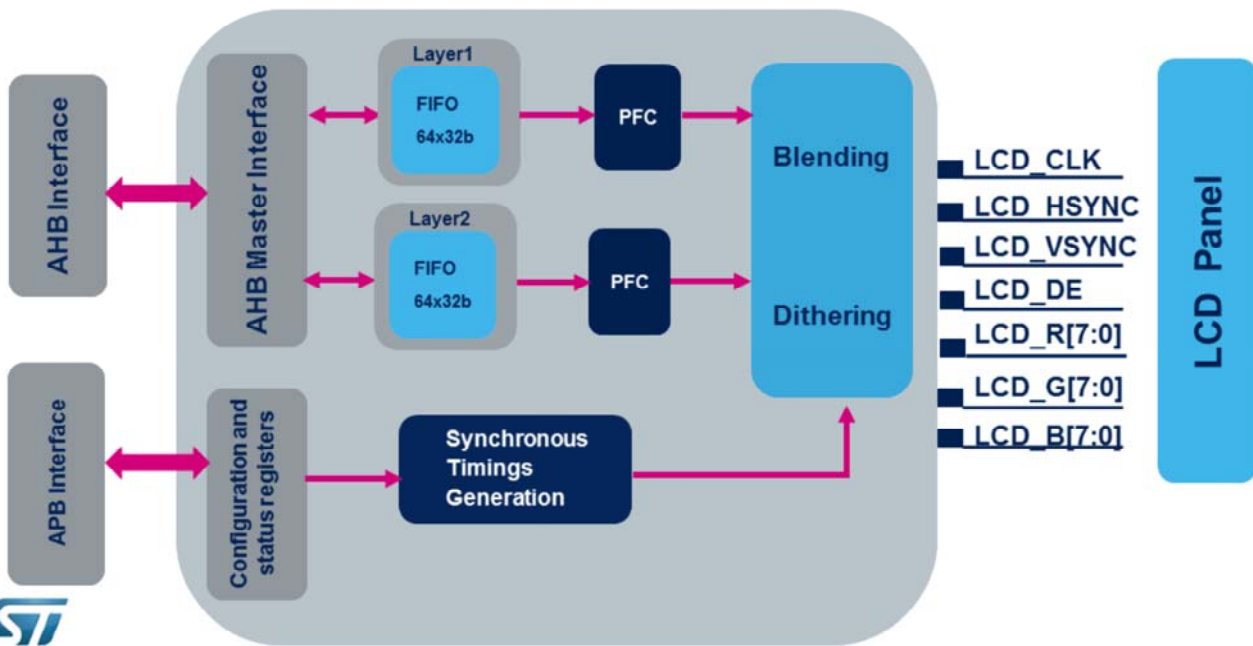 AHB Interface
AHB Master Interface
Layer1
FIFO
64x32b
PFC
Layer2
FIFO
64x32b
PFC
Blending
Dithering
APB Interface
Configuration and
status registers
Synchronous
Timings
Generation
LCD_CLK
LCD_HSYNC
LCD_VSYNC
LCD_DE
LCD_R[7:0]
LCD_G[7:0]
LCD_B[7:0]
LCD Panel
ST